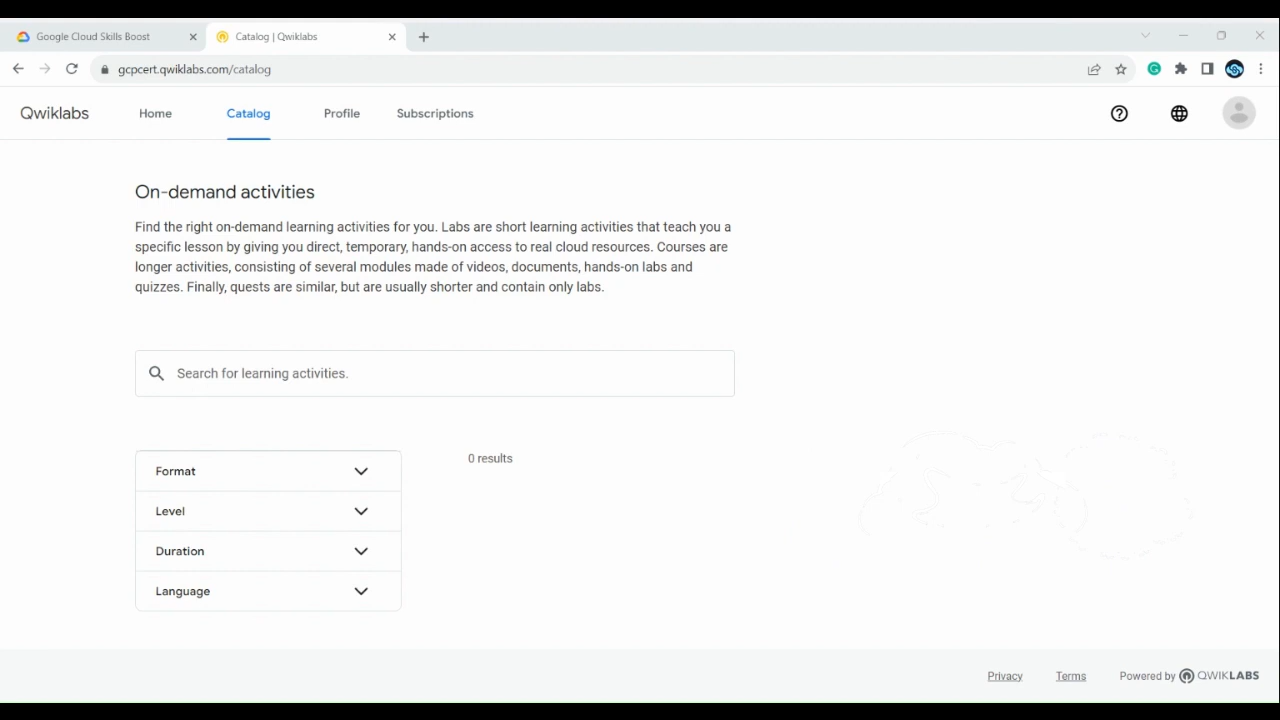 Google Cloud Skills Boost
Catalog | Qwiklabs
gcpcert.qwiklabs.com/catalog
Qwiklabs
Home
Catalog
Profile
Subscriptions
On-demand activities
Find the right on-demand learning activities for you. Labs are short learning activities that teach you a
specific lesson by giving you direct, temporary, hands-on access to real cloud resources. Courses are
longer activities, consisting of several modules made of videos, documents, hands-on labs and
quizzes. Finally, quests are similar, but are usually shorter and contain only labs.
Search for learning activities.
Format
0 results
Level
Duration
Language
Privacy
Terms
Powered by QWIKLABS